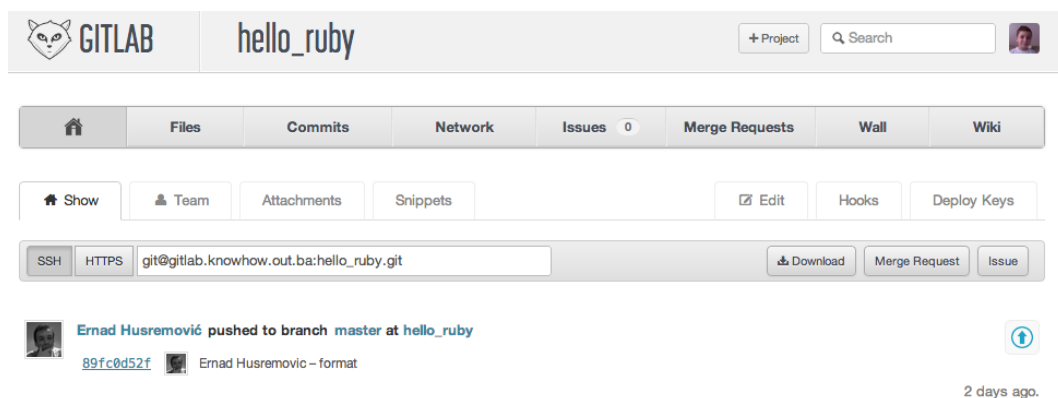 GITLAB hello_ruby + Project Search
Files Commits Network Issues 0 Merge Requests Wall Wiki
Show Team Attachments Snippets Edit Hooks Deploy Keys
SSH HTTPS git@gitlab.knowhow.out.ba:hello_ruby.git Download Merge Request Issue
Ernad Husremović pushed to branch master at hello_ruby
89fc0d52f Ernad Husremovic – format
2 days ago.